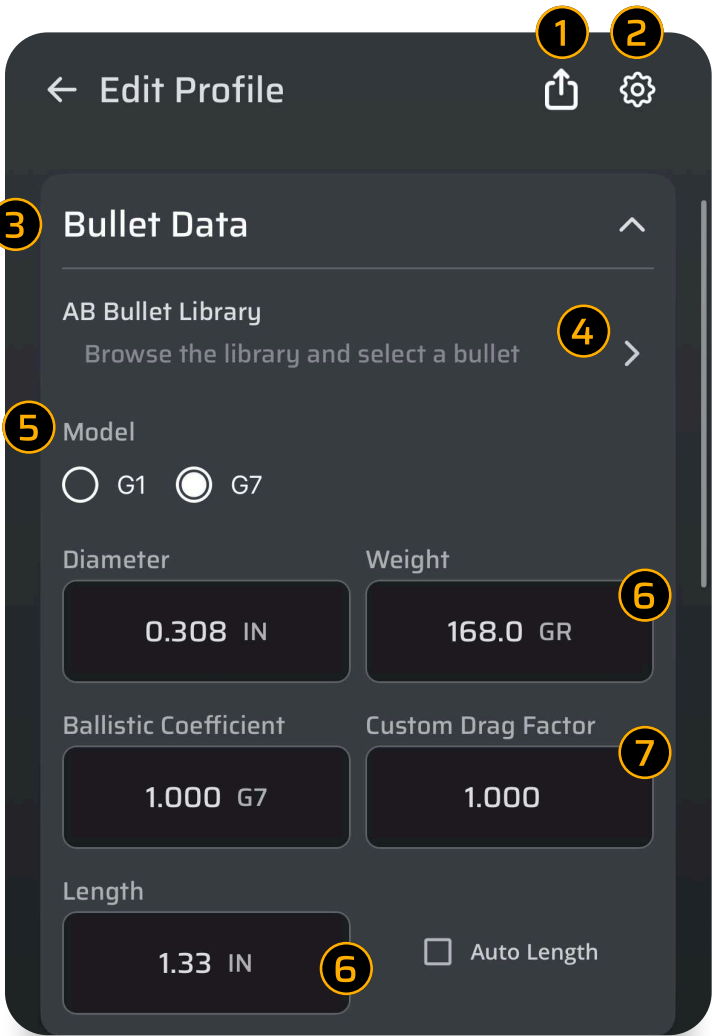 1 2
Edit Profile
3 Bullet Data
AB Bullet Library
4
Browse the library and select a bullet
5 Model
G1 G7
Diameter Weight
6
0.308 IN 168.0 GR
Ballistic Coefficient Custom Drag Factor
7
1.000 G7 1.000
Length
1.33 IN 6 Auto Length